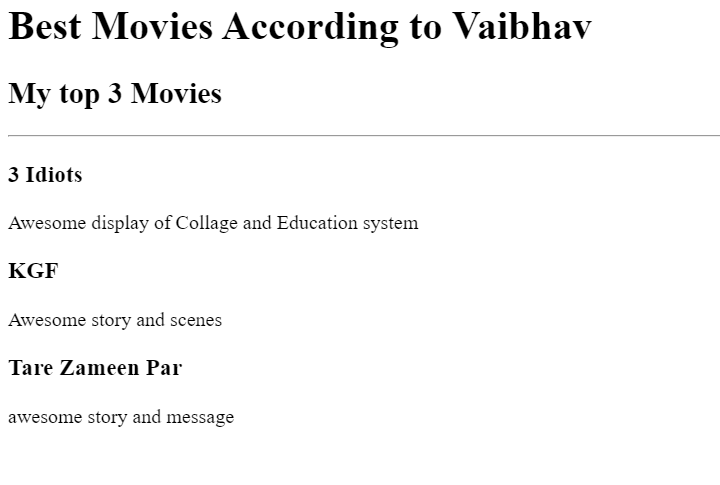 Best Movies According to Vaibhav
My top 3 Movies
3 Idiots
Awesome display of Collage and Education system
KGF
Awesome story and scenes
Tare Zameen Par
awesome story and message